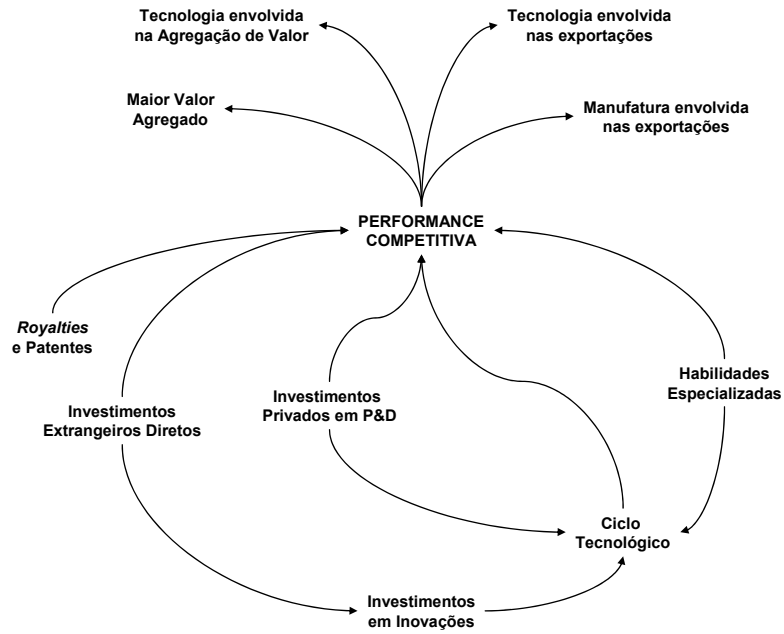 Tecnologia envolvida
na Agregação de Valor
Tecnologia envolvida
nas exportações
Maior Valor
Agregado
Manufatura envolvida
nas exportações
PERFORMANCE
COMPETITIVA
Royalties
e Patentes
Habilidades
Especializadas
Investimentos
Extrangeiros Diretos
Investimentos
Privados em P&D
Ciclo
Tecnológico
Investimentos
em Inovações